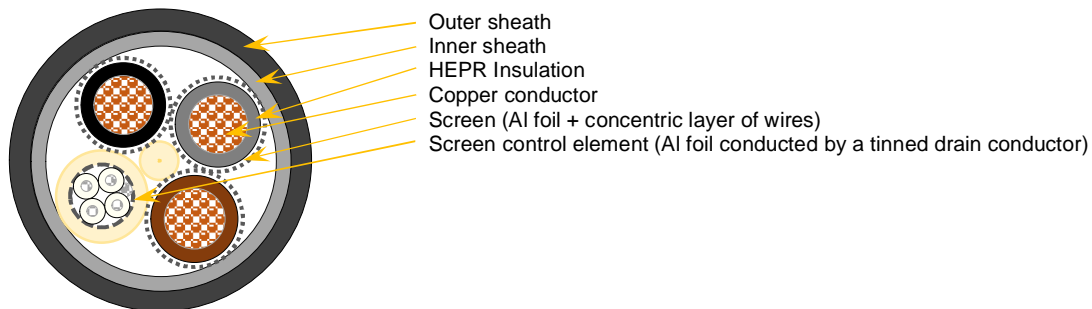 Outer sheath
Inner sheath
HEPR Insulation
Copper conductor
Screen (Al foil + concentric layer of wires)
Screen control element (Al foil conducted by a tinned drain conductor)